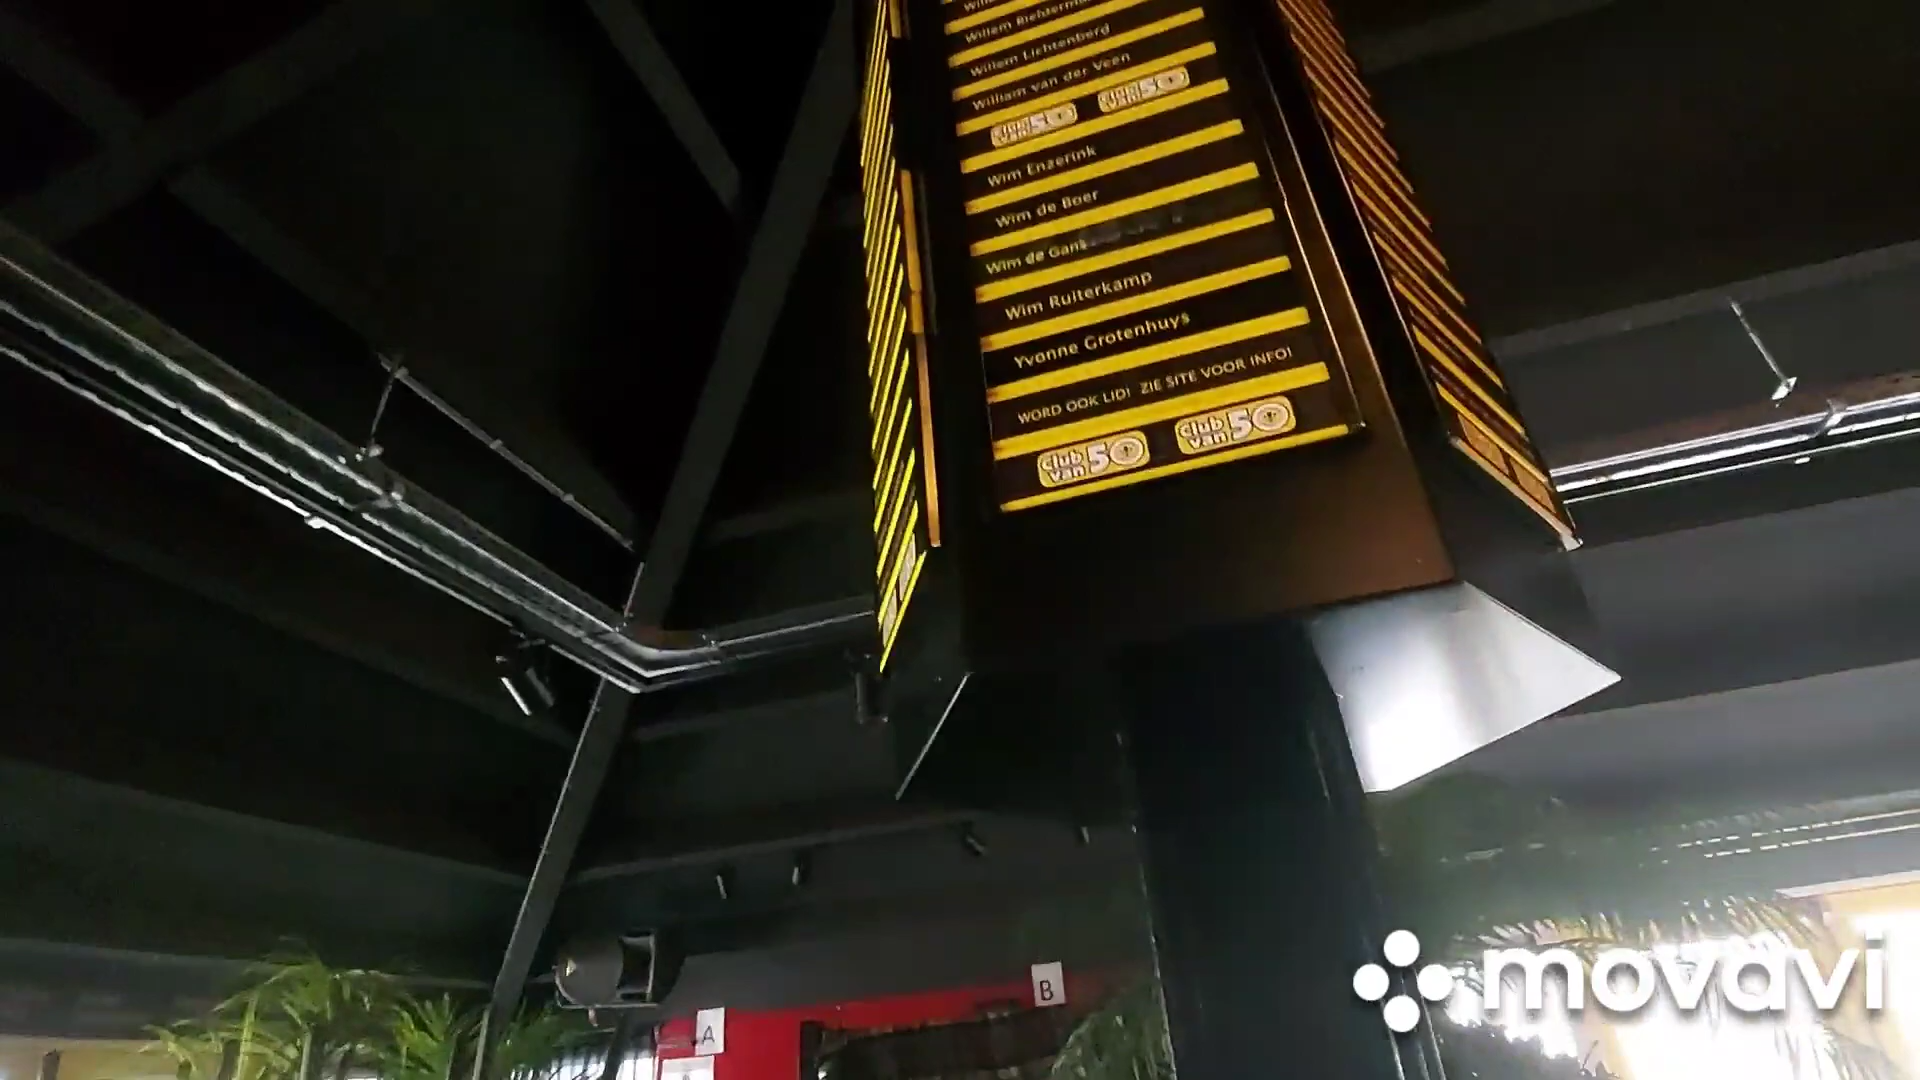 Willem Lichtenberg
William van der Veen
club van 50 club van 50
Wim Enzerink
Wim de Boer
Wim de Gans
Wim Ruiterkamp
Yvonne Grotenhuys
WORD OOK LID! ZIE SITE VOOR INFO!
club van 50 club van 50
B
A
movavi